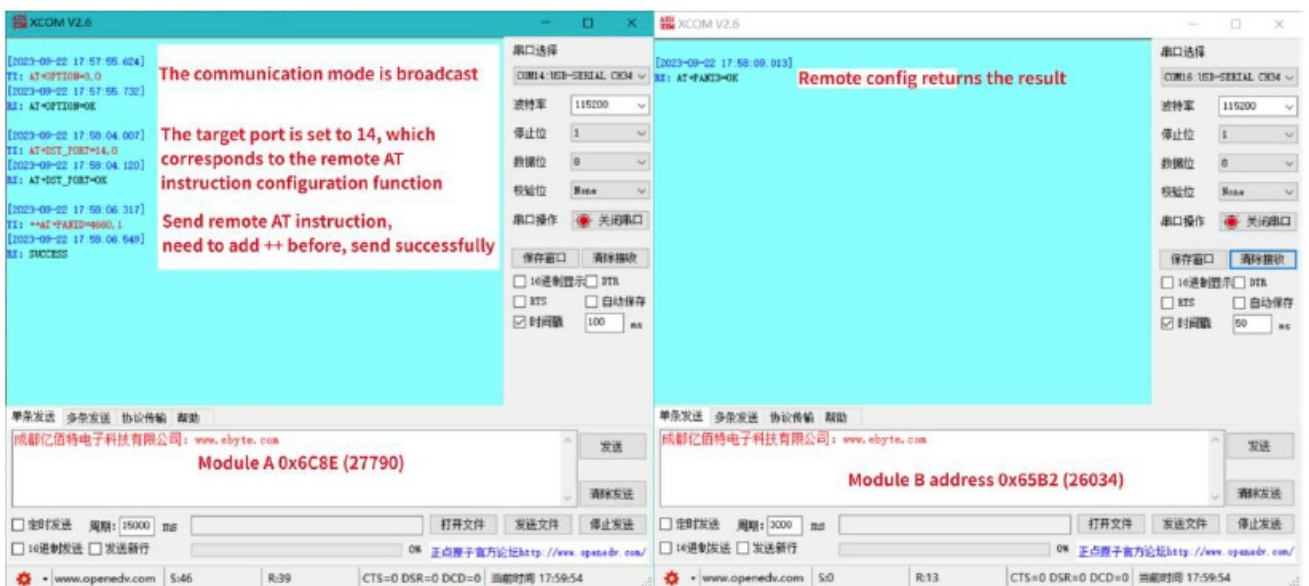 XCOM V2.6
[2023-09-22 17:57:55.624]
TX: AT+OPTION=3,0
[2023-09-22 17:57:55.732]
RX: AT+OPTION=OK
The communication mode is broadcast
[2023-09-22 17:58:04.007]
TX: AT+DST_PORT=14,0
[2023-09-22 17:58:04.120]
RX: AT+DST_PORT=OK
The target port is set to 14, which
corresponds to the remote AT
instruction configuration function
[2023-09-22 17:58:06.317]
TX: ++AT+PANID=4660,1
[2023-09-22 17:58:06.549]
RX: SUCCESS
Send remote AT instruction,
need to add ++ before, send successfully
串口选择
COM14:USB-SERIAL CH34
波特率 115200
停止位 1
数据位 8
校验位 None
串口操作 关闭串口
保存窗口 清除接收
16进制显示 DTR
RTS 自动保存
时间戳 100 ms
单条发送 多条发送 协议传输 帮助
成都亿佰特电子科技有限公司: www.ebyte.com
Module A 0x6C8E (27790)
发送
清除发送
定时发送 周期: 15000 ms 打开文件 发送文件 停止发送
16进制发送 发送新行 0% 正点原子官方论坛http://www.openedv.com/
www.openedv.com S:46 R:39 CTS=0 DSR=0 DCD=0 当前时间 17:59:54
XCOM V2.6
[2023-09-22 17:58:09.013]
RX: AT+PANID=OK
Remote config returns the result
串口选择
COM16:USB-SERIAL CH34
波特率 115200
停止位 1
数据位 8
校验位 None
串口操作 关闭串口
保存窗口 清除接收
16进制显示 DTR
RTS 自动保存
时间戳 50 ms
单条发送 多条发送 协议传输 帮助
成都亿佰特电子科技有限公司: www.ebyte.com
Module B address 0x65B2 (26034)
发送
清除发送
定时发送 周期: 3000 ms 打开文件 发送文件 停止发送
16进制发送 发送新行 0% 正点原子官方论坛http://www.openedv.com/
www.openedv.com S:0 R:13 CTS=0 DSR=0 DCD=0 当前时间 17:59:54